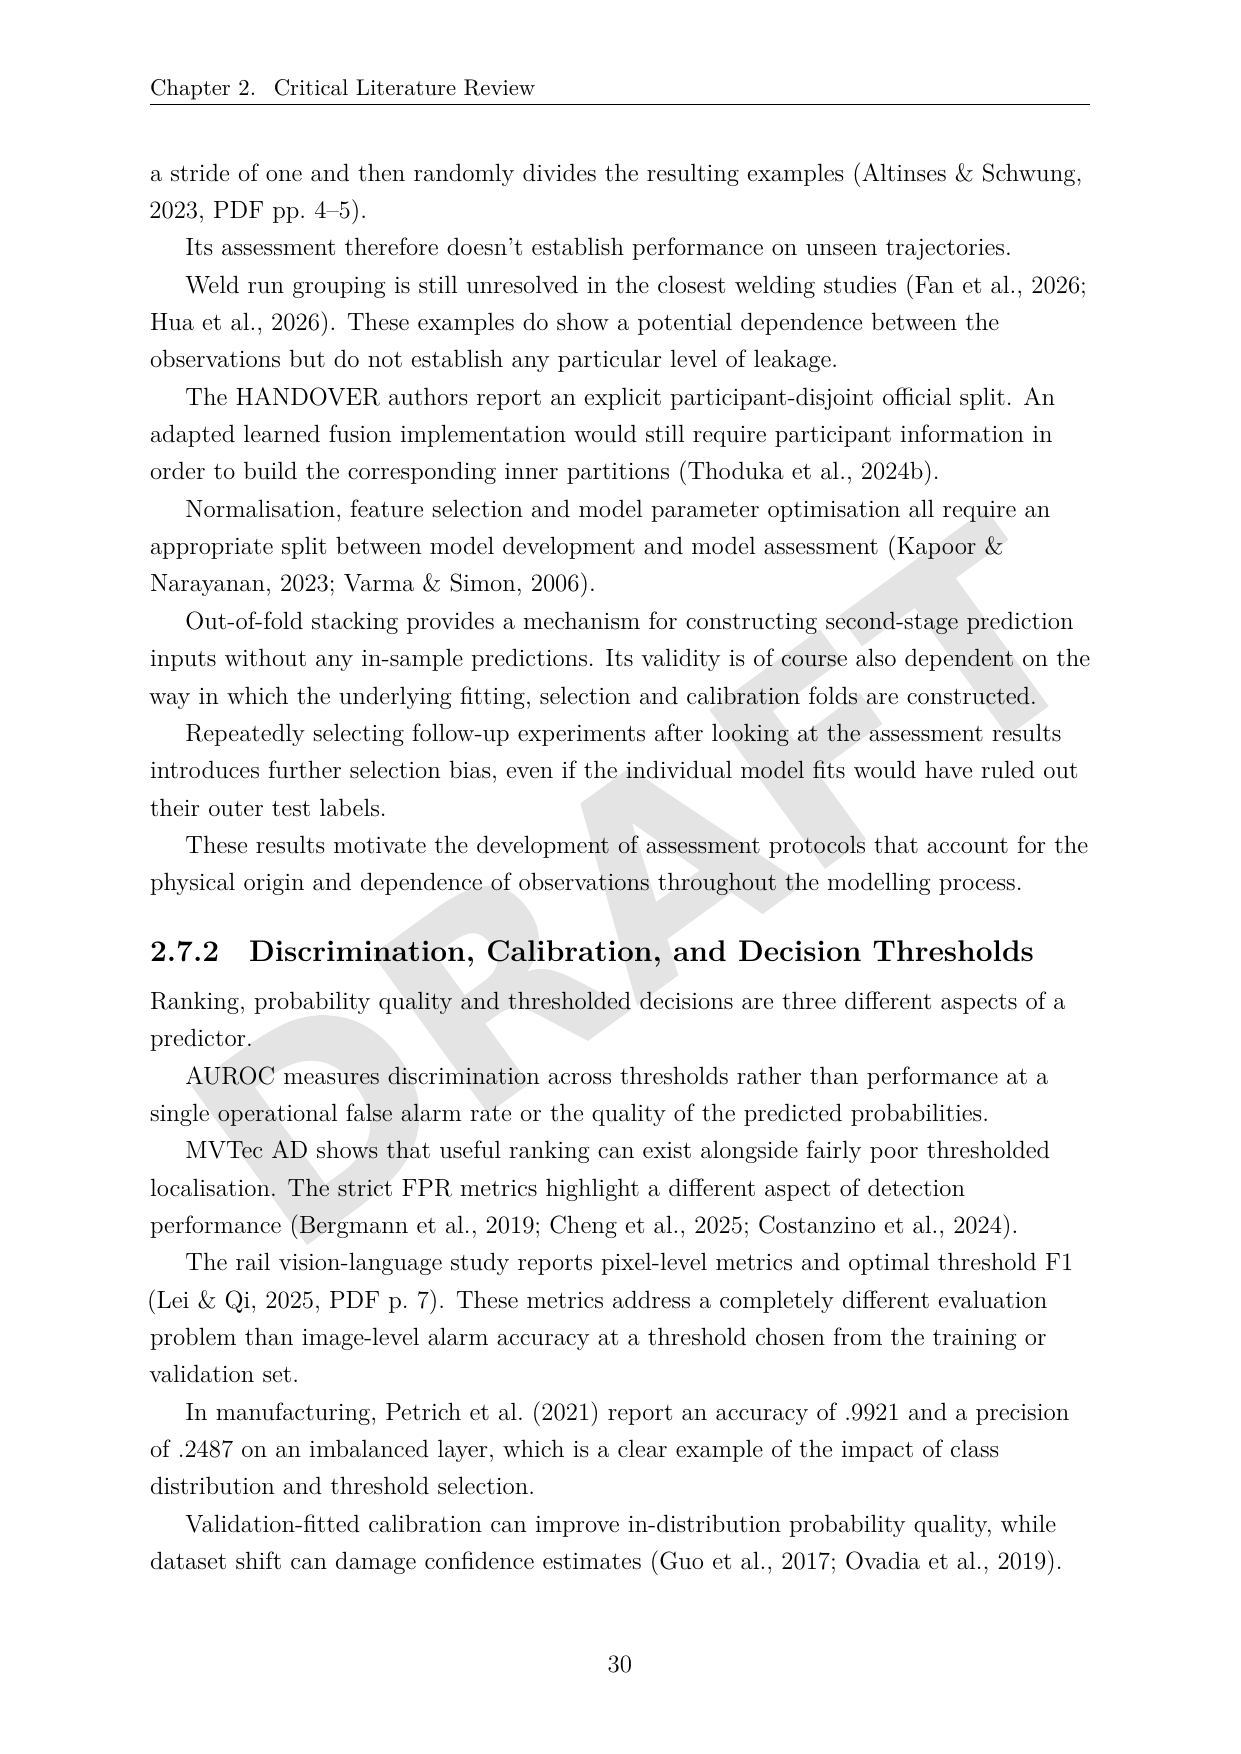 Chapter 2. Critical Literature Review
a stride of one and then randomly divides the resulting examples (Altinses & Schwung,
2023, PDF pp. 4–5).
Its assessment therefore doesn't establish performance on unseen trajectories.
Weld run grouping is still unresolved in the closest welding studies (Fan et al., 2026;
Hua et al., 2026). These examples do show a potential dependence between the
observations but do not establish any particular level of leakage.
The HANDOVER authors report an explicit participant-disjoint official split. An
adapted learned fusion implementation would still require participant information in
order to build the corresponding inner partitions (Thoduka et al., 2024b).
Normalisation, feature selection and model parameter optimisation all require an
appropriate split between model development and model assessment (Kapoor &
Narayanan, 2023; Varma & Simon, 2006).
Out-of-fold stacking provides a mechanism for constructing second-stage prediction
inputs without any in-sample predictions. Its validity is of course also dependent on the
way in which the underlying fitting, selection and calibration folds are constructed.
Repeatedly selecting follow-up experiments after looking at the assessment results
introduces further selection bias, even if the individual model fits would have ruled out
their outer test labels.
These results motivate the development of assessment protocols that account for the
physical origin and dependence of observations throughout the modelling process.
2.7.2 Discrimination, Calibration, and Decision Thresholds
Ranking, probability quality and thresholded decisions are three different aspects of a
predictor.
AUROC measures discrimination across thresholds rather than performance at a
single operational false alarm rate or the quality of the predicted probabilities.
MVTec AD shows that useful ranking can exist alongside fairly poor thresholded
localisation. The strict FPR metrics highlight a different aspect of detection
performance (Bergmann et al., 2019; Cheng et al., 2025; Costanzino et al., 2024).
The rail vision-language study reports pixel-level metrics and optimal threshold F1
(Lei & Qi, 2025, PDF p. 7). These metrics address a completely different evaluation
problem than image-level alarm accuracy at a threshold chosen from the training or
validation set.
In manufacturing, Petrich et al. (2021) report an accuracy of .9921 and a precision
of .2487 on an imbalanced layer, which is a clear example of the impact of class
distribution and threshold selection.
Validation-fitted calibration can improve in-distribution probability quality, while
dataset shift can damage confidence estimates (Guo et al., 2017; Ovadia et al., 2019).
30
DRAFT